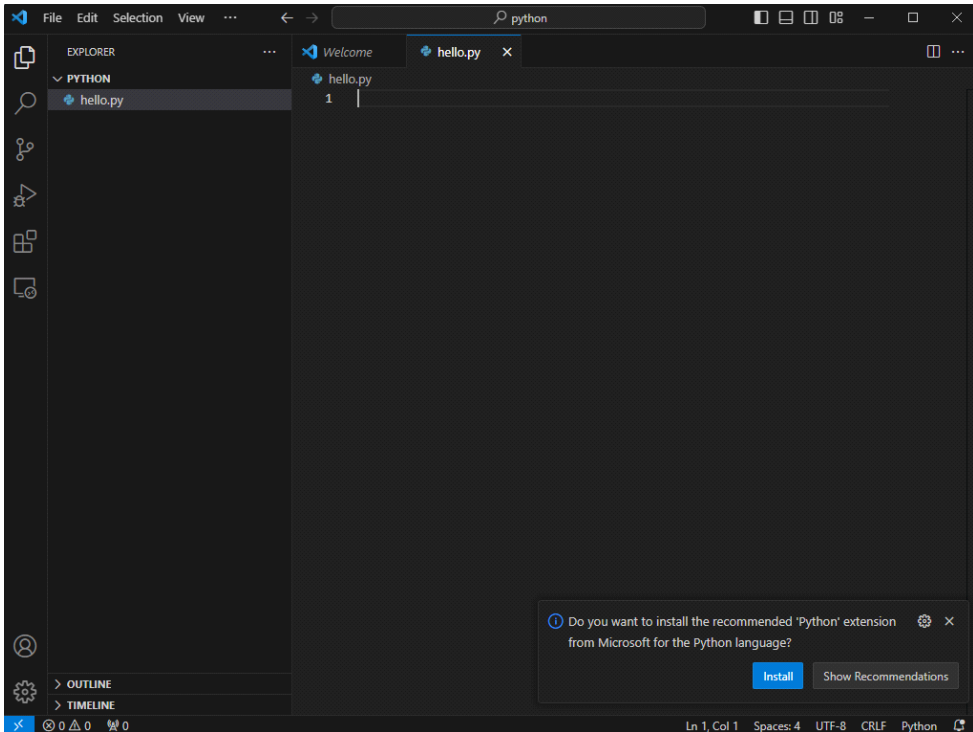 File Edit Selection View ... python
EXPLORER ...
PYTHON
hello.py
Welcome hello.py
hello.py
1
Do you want to install the recommended 'Python' extension
from Microsoft for the Python language?
Install Show Recommendations
OUTLINE
TIMELINE
0 0 0 Ln 1, Col 1 Spaces: 4 UTF-8 CRLF Python